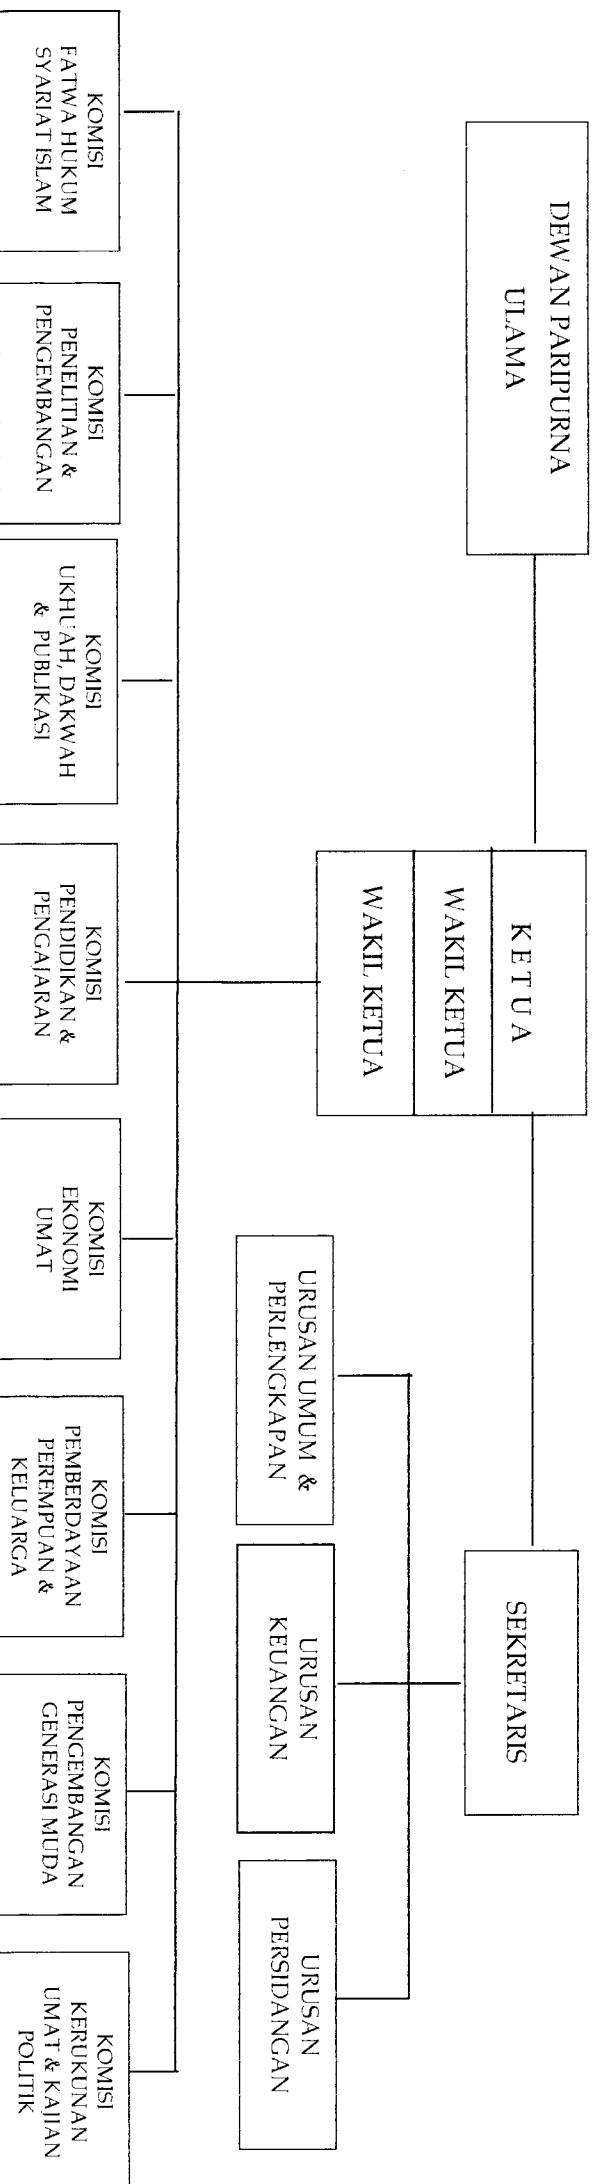 DEWAN PARIPURNA
ULAMA
K E T U A
WAKIL KETUA
WAKIL KETUA
SEKRETARIS
URUSAN UMUM &
PERLENGKAPAN
URUSAN
KEUANGAN
URUSAN
PERSIDANGAN
KOMISI
FATWA HUKUM
SYARIAT ISLAM
KOMISI
PENELITIAN &
PENGEMBANGAN
KOMISI
UKHUAH, DAKWAH
& PUBLIKASI
KOMISI
PENDIDIKAN &
PENGAJARAN
KOMISI
EKONOMI
UMAT
KOMISI
PEMBERDAYAAN
PEREMPUAN &
KELUARGA
KOMISI
PENGEMBANGAN
GENERASI MUDA
KOMISI
KERUKUNAN
UMAT & KAJIAN
POLITIK